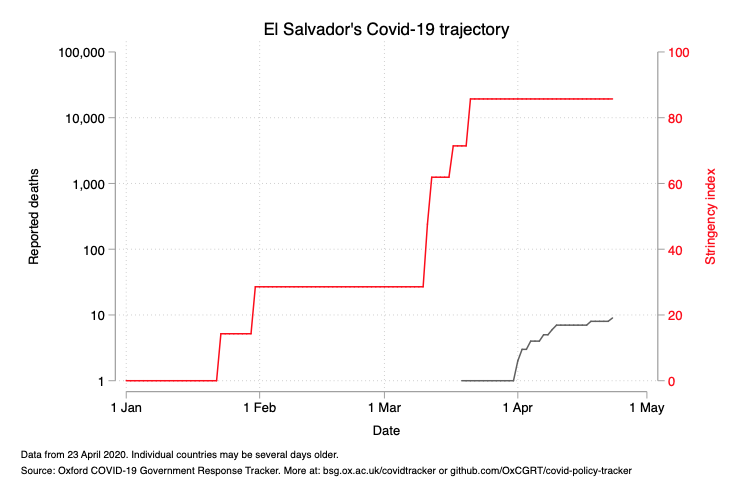 El Salvador's Covid-19 trajectory
100,000
10,000
1,000
100
10
1
Reported deaths
100
80
60
40
20
0
Stringency index
1 Jan 1 Feb 1 Mar 1 Apr 1 May
Date
Data from 23 April 2020. Individual countries may be several days older.
Source: Oxford COVID-19 Government Response Tracker. More at: bsg.ox.ac.uk/covidtracker or github.com/OxCGRT/covid-policy-tracker